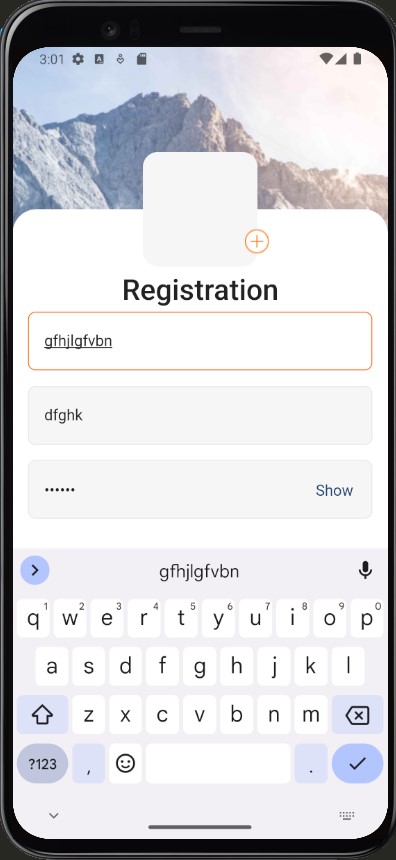 3:01
Registration
gfhjlgfvbn
dfghk
••••••
Show
gfhjlgfvbn
q1 w2 e3 r4 t5 y6 u7 i8 o9 p0
a s d f g h j k l
z x c v b n m
?123 , .